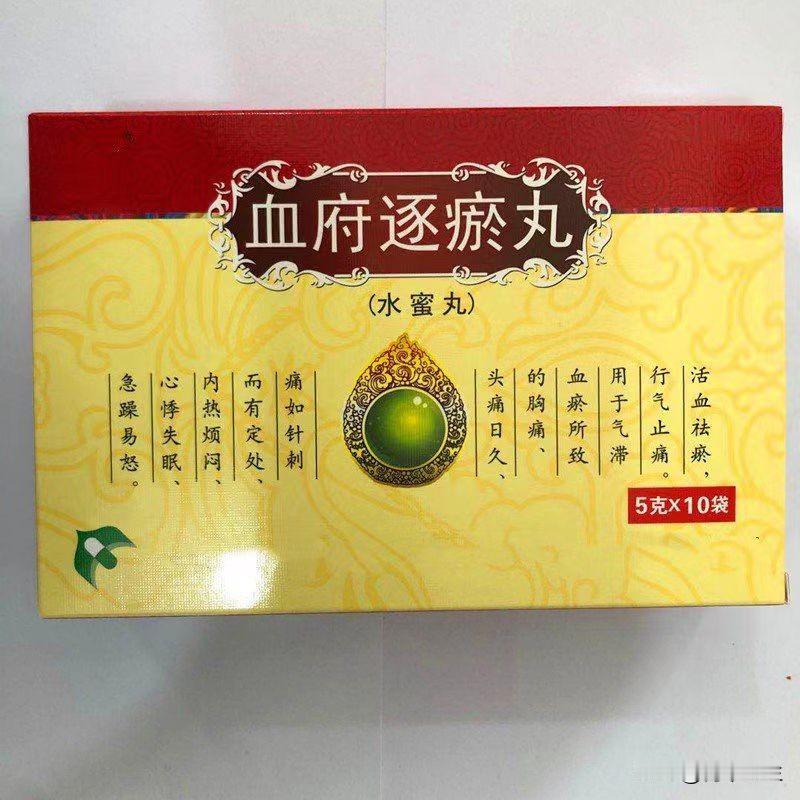 血府逐瘀丸
(水蜜丸)
活血祛瘀，
行气止痛。
用于气滞
血瘀所致
的胸痛、
头痛日久、
痛如针刺
而有定处、
内热烦闷、
心悸失眠、
急躁易怒。
5克x10袋